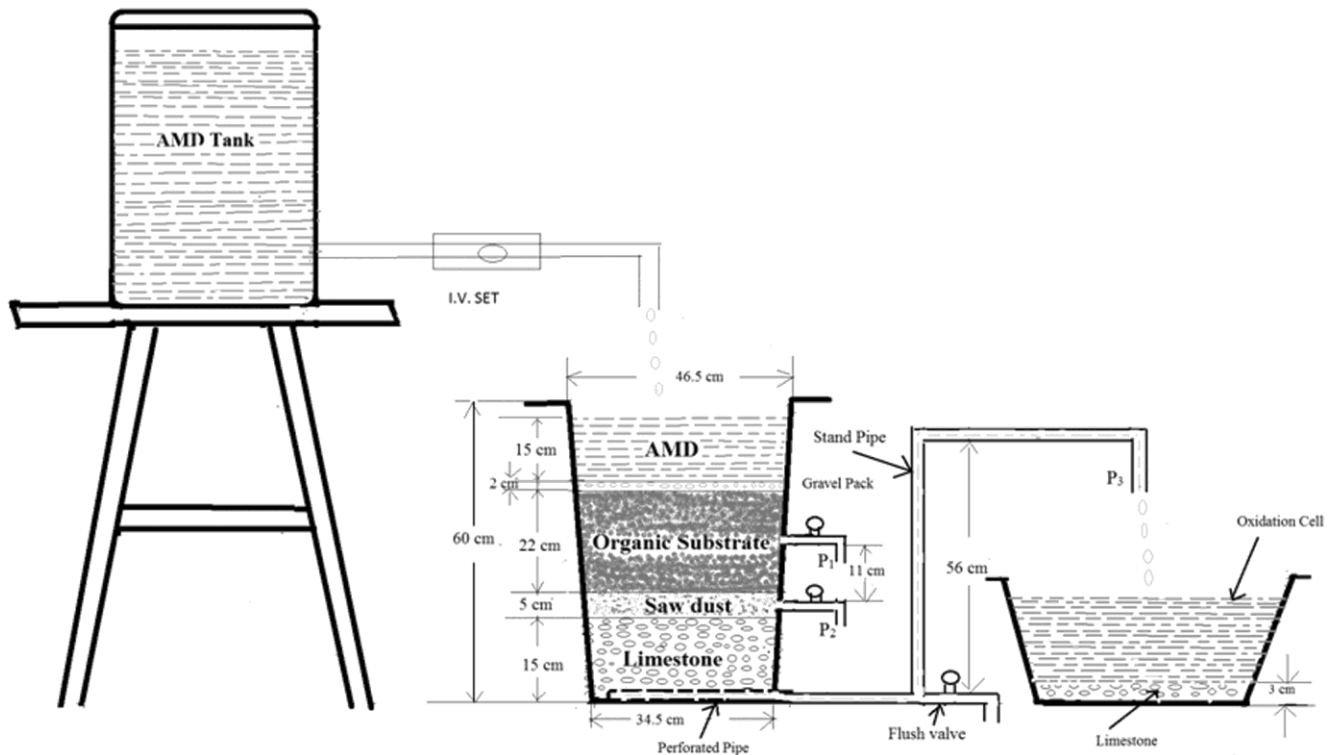 AMD Tank
I.V. SET
46.5 cm
AMD
15 cm
2 cm
Stand Pipe
Gravel Pack
P3
Oxidation Cell
60 cm
22 cm
Organic Substrate
P1
11 cm
56 cm
5 cm
Saw dust
P2
15 cm
Limestone
3 cm
34.5 cm
Perforated Pipe
Flush valve
Limestone